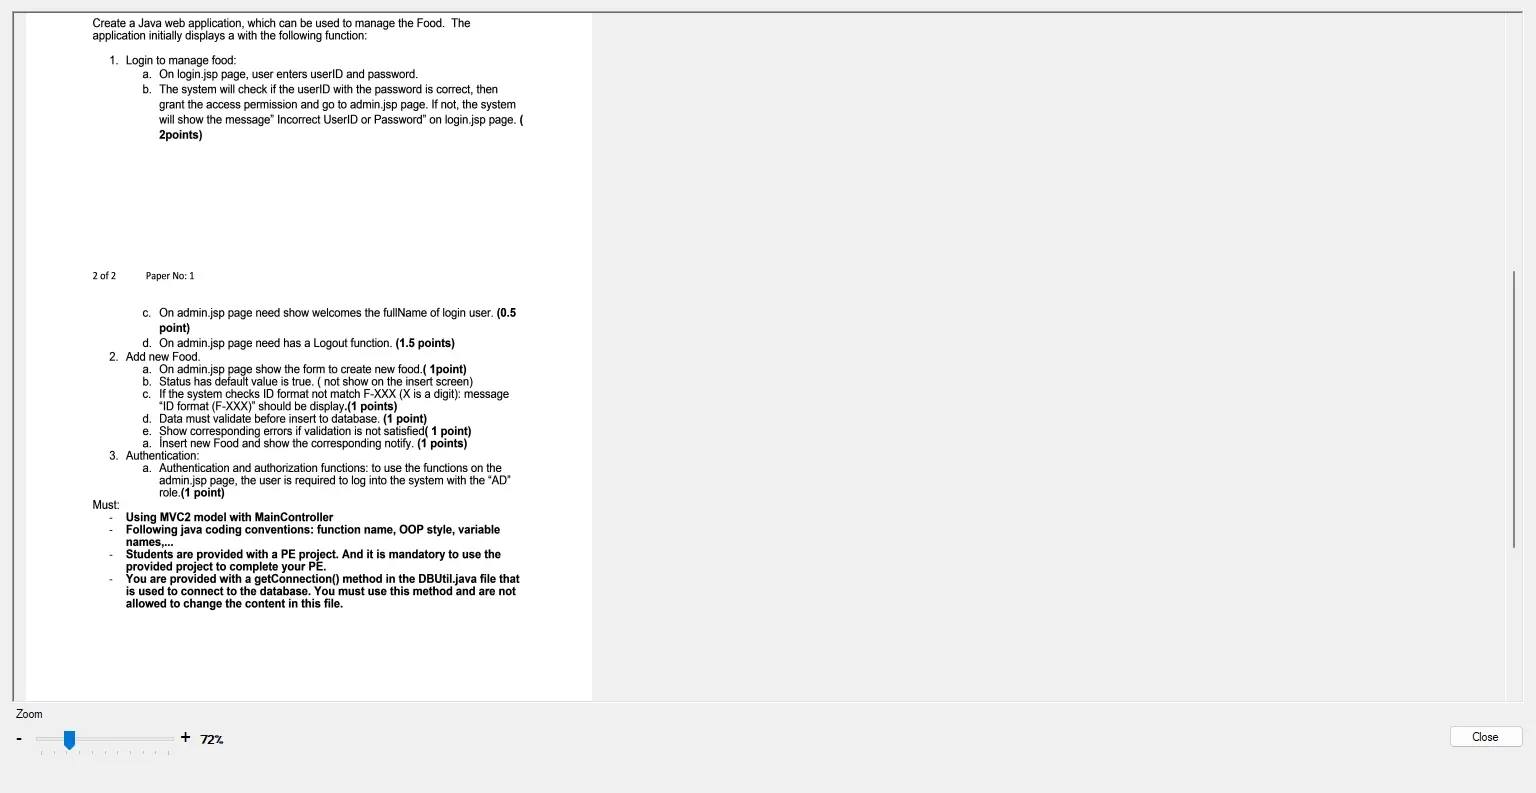 Create a Java web application, which can be used to manage the Food.  The
application initially displays a with the following function:
1. Login to manage food:
a. On login.jsp page, user enters userID and password.
b. The system will check if the userID with the password is correct, then
grant the access permission and go to admin.jsp page. If not, the system
will show the message" Incorrect UserID or Password" on login.jsp page. (
2points)
2 of 2 Paper No: 1
c. On admin.jsp page need show welcomes the fullName of login user. (0.5
point)
d. On admin.jsp page need has a Logout function. (1.5 points)
2. Add new Food.
a. On admin.jsp page show the form to create new food.( 1point)
b. Status has default value is true. ( not show on the insert screen)
c. If the system checks ID format not match F-XXX (X is a digit): message
“ID format (F-XXX)” should be display.(1 points)
d. Data must validate before insert to database. (1 point)
e. Show corresponding errors if validation is not satisfied( 1 point)
a. Insert new Food and show the corresponding notify. (1 points)
3. Authentication:
a. Authentication and authorization functions: to use the functions on the
admin.jsp page, the user is required to log into the system with the “AD”
role.(1 point)
Must:
- Using MVC2 model with MainController
- Following java coding conventions: function name, OOP style, variable
names,...
- Students are provided with a PE project. And it is mandatory to use the
provided project to complete your PE.
- You are provided with a getConnection() method in the DBUtil.java file that
is used to connect to the database. You must use this method and are not
allowed to change the content in this file.
Zoom
- + 72%
Close